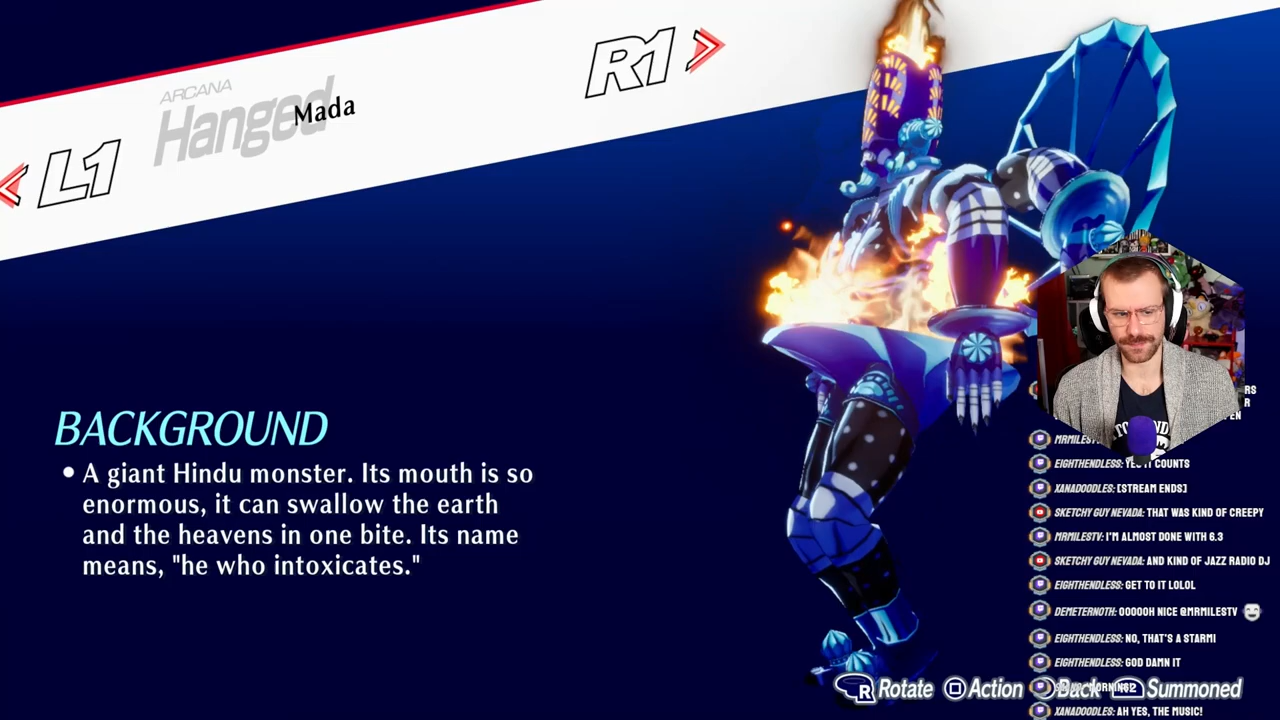 ARCANA
Hanged
Mada
L1
R1
BACKGROUND
• A giant Hindu monster. Its mouth is so
enormous, it can swallow the earth
and the heavens in one bite. Its name
means, "he who intoxicates."
EIGHTHENDLESS: YES IT COUNTS
XANADOODLES: [STREAM ENDS]
SKETCHY GUY NEVADA: THAT WAS KIND OF CREEPY
MRMILESTV: I'M ALMOST DONE WITH 6.3
SKETCHY GUY NEVADA: AND KIND OF JAZZ RADIO DJ
EIGHTHENDLESS: GET TO IT LOLOL
DEMETERNOTH: OOOOOH NICE @MRMILESTV
EIGHTHENDLESS: NO, THAT'S A STARMI
EIGHTHENDLESS: GOD DAMN IT
R Rotate Action Back Summoned
XANADOODLES: AH YES, THE MUSIC!